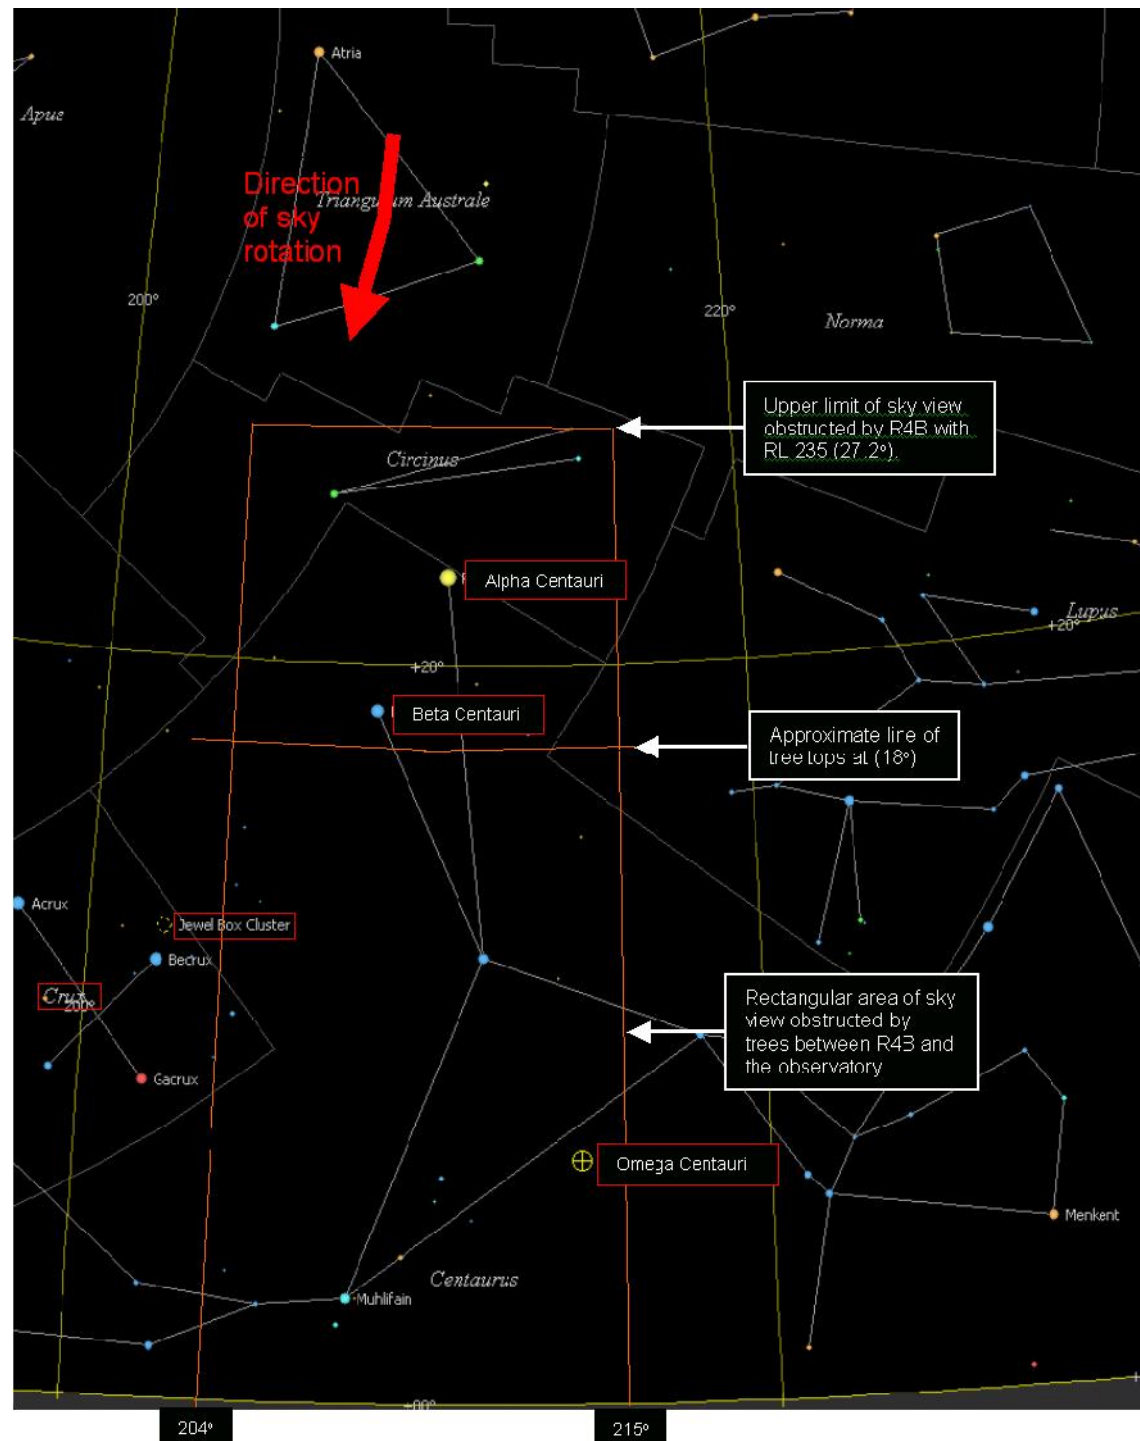 Atria
Apus
Direction
of sky
rotation
Triangulum Australe
200°
220°
Norma
Upper limit of sky view
obstructed by R4B with
RL 235 (27.2°).
Circinus
Alpha Centauri
Lupus
+20°
+20°
Beta Centauri
Approximate line of
tree tops at (18°)
Acrux
Jewel Box Cluster
Becrux
Crux
200°
Rectangular area of sky
view obstructed by
trees between R4B and
the observatory
Gacrux
Omega Centauri
Menkent
Centaurus
Muhlifain
+00°
204°
215°